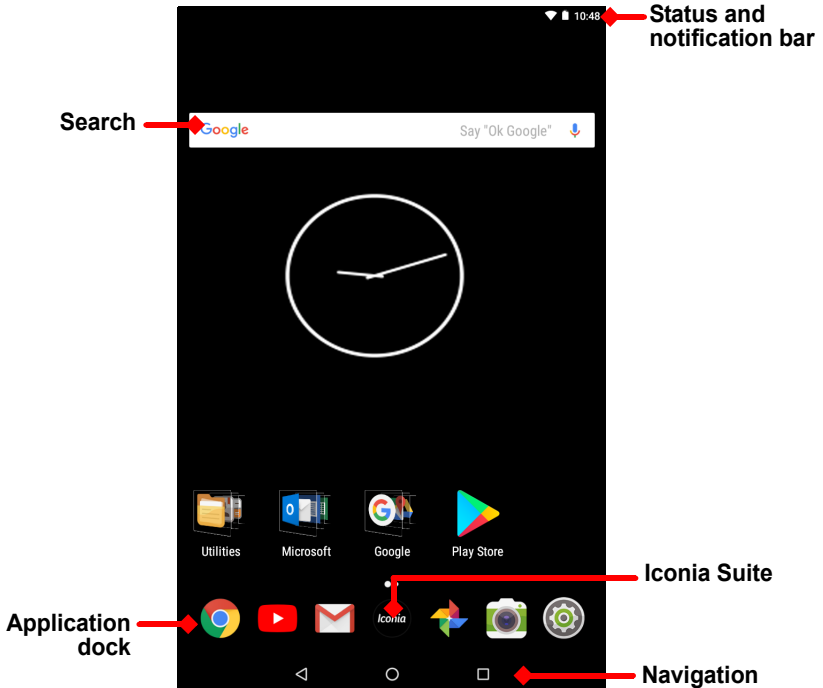 10:48
Status and
notification bar
Search
Google
Say "Ok Google"
Utilities
Microsoft
Google
Play Store
Iconia Suite
Iconia
Application
dock
Navigation